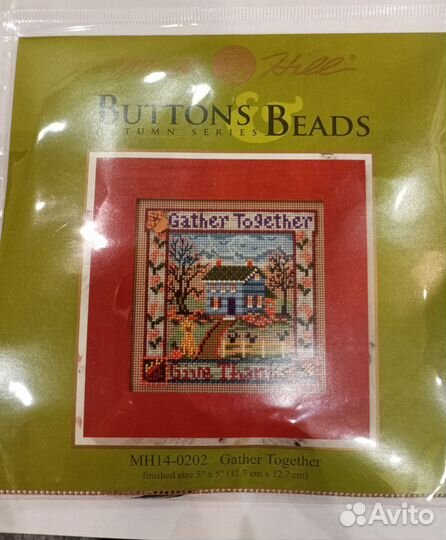 Mill Hill®
BUTTONS & BEADS
AUTUMN SERIES
Gather Together
Give Thanks
MH14-0202 Gather Together
finished size 5" x 5" (12.7 cm x 12.7 cm)
Avito